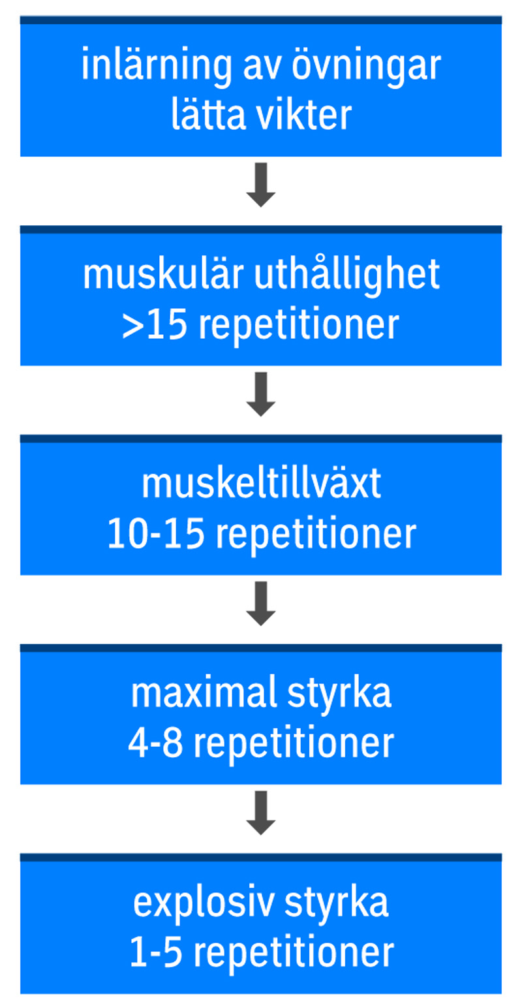 inlärning av övningar
lätta vikter
muskulär uthållighet
>15 repetitioner
muskeltillväxt
10-15 repetitioner
maximal styrka
4-8 repetitioner
explosiv styrka
1-5 repetitioner